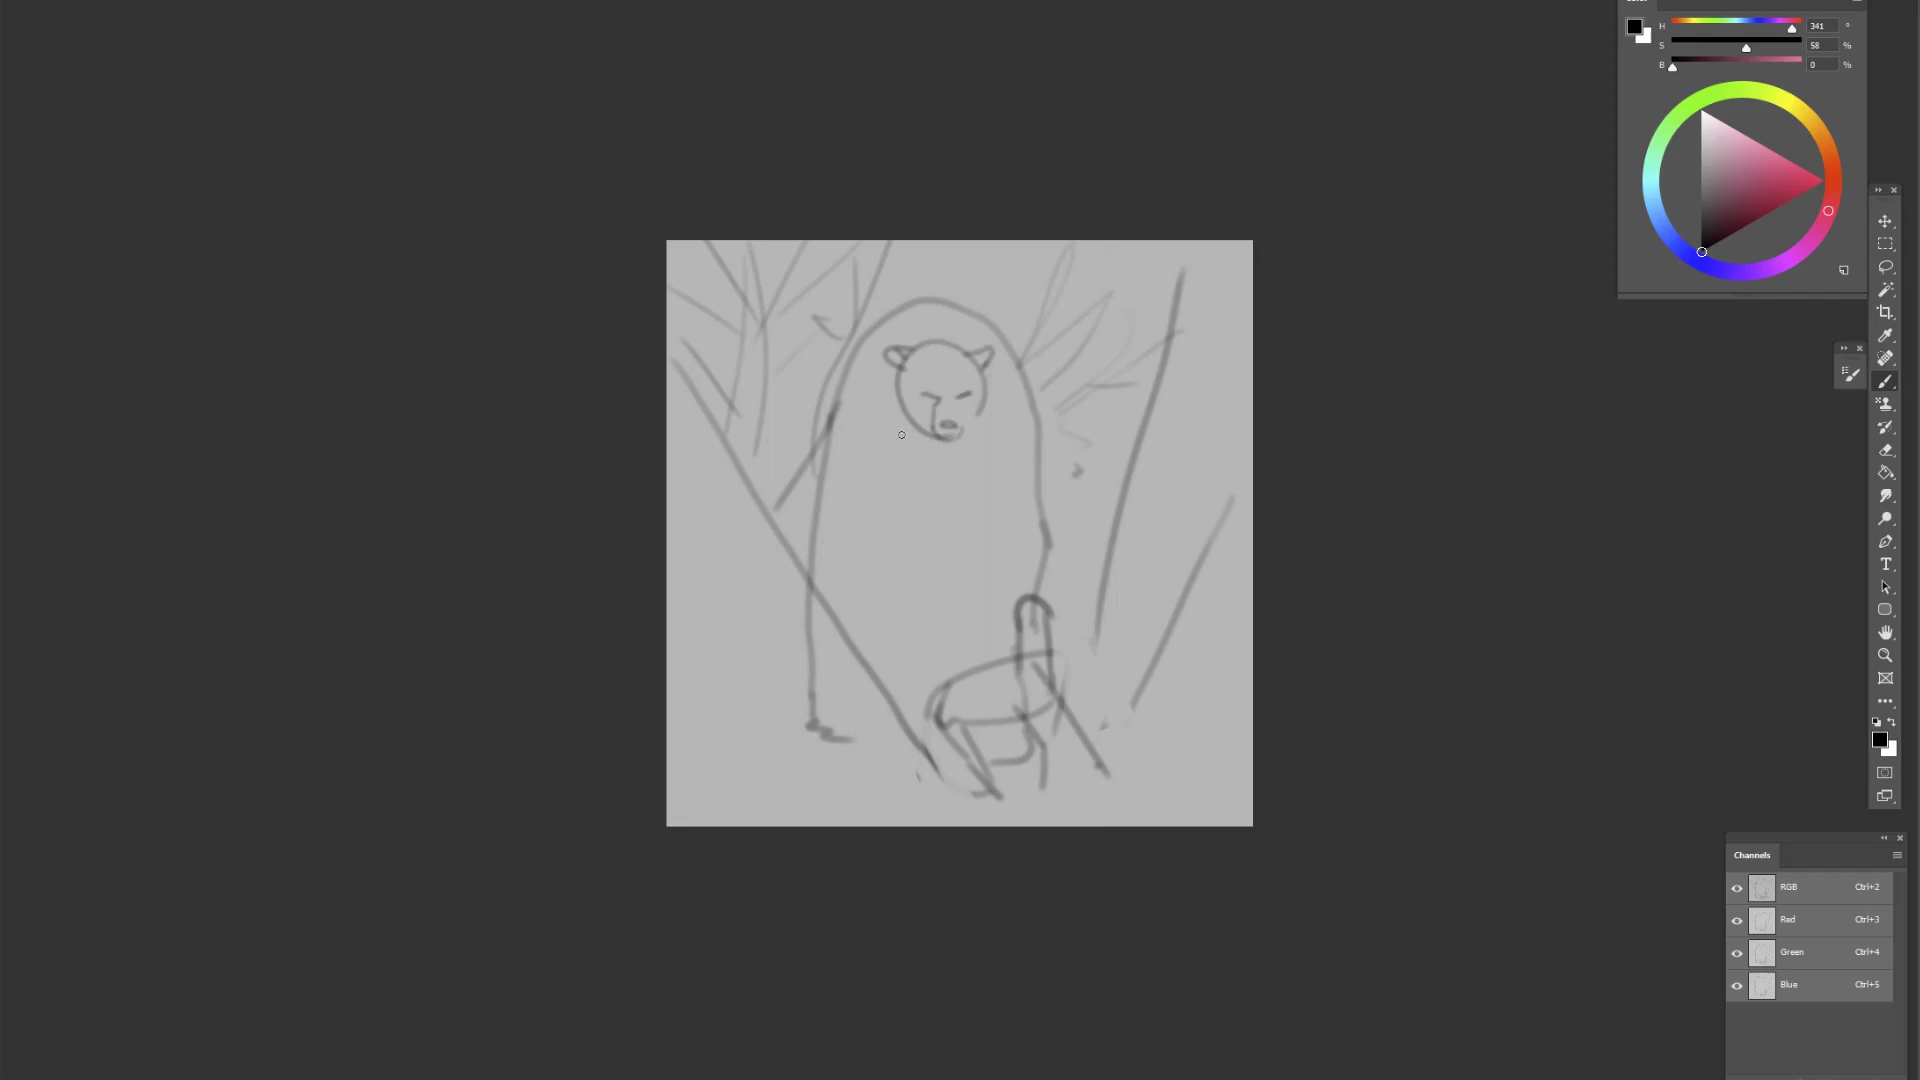 H 341 °
S 58 %
B 0 %
Channels
RGB Ctrl+2
Red Ctrl+3
Green Ctrl+4
Blue Ctrl+5